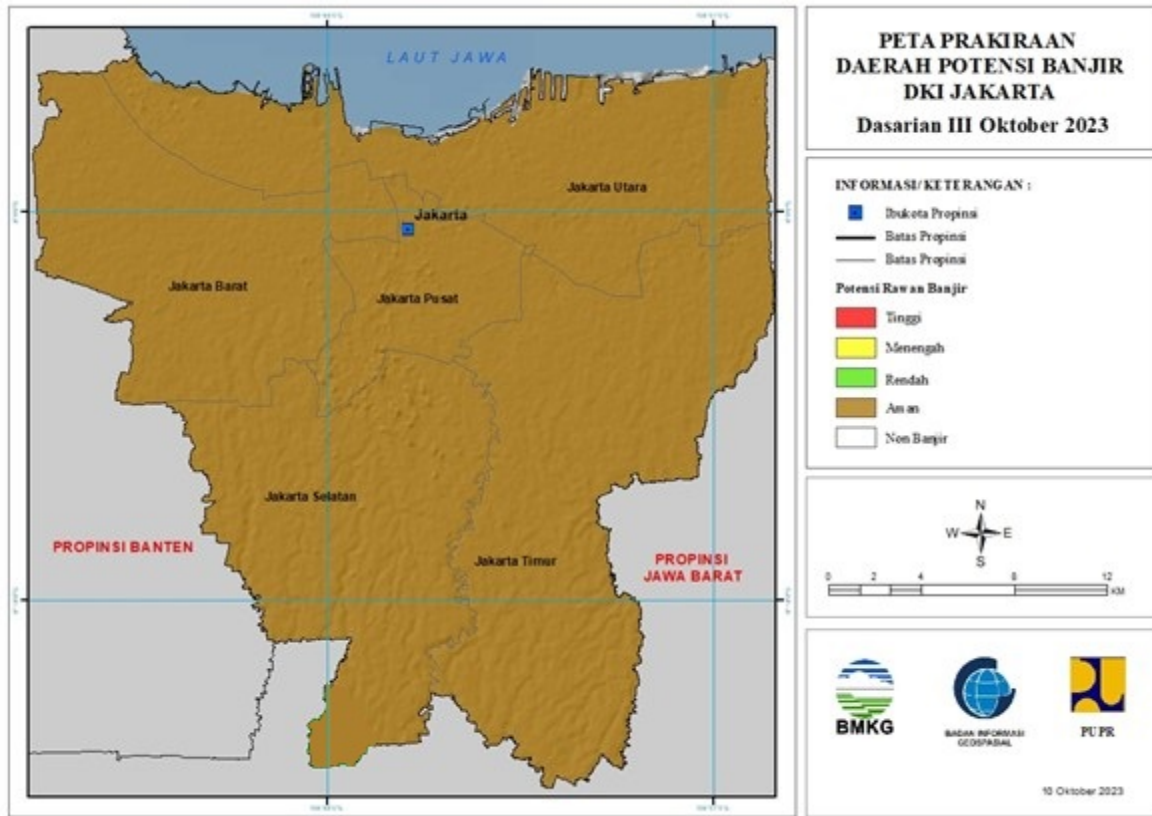 LAUT JAWA
Jakarta Utara
Jakarta
Jakarta Barat
Jakarta Pusat
Jakarta Selatan
Jakarta Timur
PROPINSI BANTEN
PROPINSI
JAWA BARAT
PETA PRAKIRAAN
DAERAH POTENSI BANJIR
DKI JAKARTA
Dasarian III Oktober 2023
INFORMASI/KETERANGAN :
Ibukota Propinsi
Batas Propinsi
Batas Propinsi
Potensi Rawan Banjir
Tinggi
Menengah
Rendah
Aman
Non Banjir
N
W E
S
0 2 4 8 12
KM
BMKG
BADAN INFORMASI
GEOSPASIAL
PUPR
10 Oktober 2023